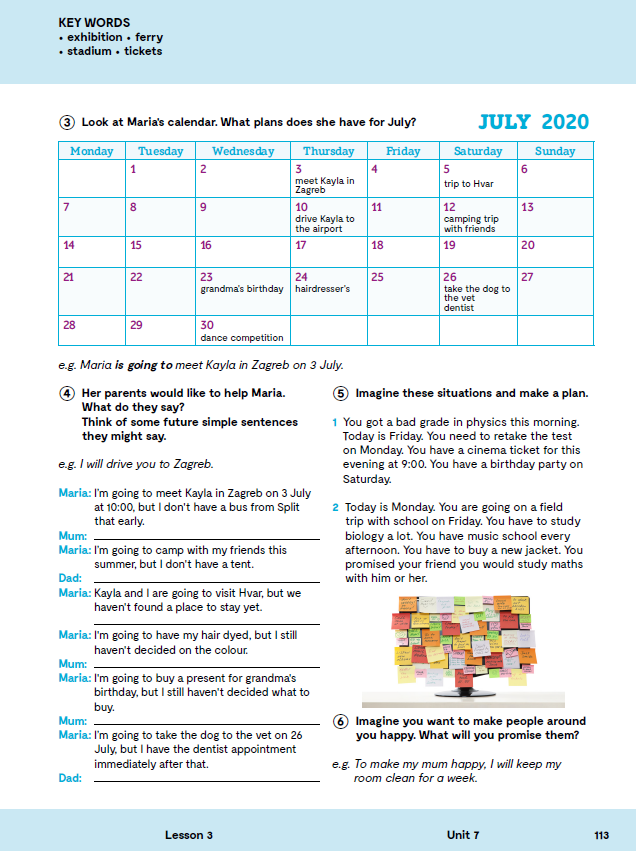 KEY WORDS
• exhibition • ferry
• stadium • tickets
3 Look at Maria's calendar. What plans does she have for July?
JULY 2020
Monday Tuesday Wednesday Thursday Friday Saturday Sunday
1 2 3 4 5 6
meet Kayla in
Zagreb
trip to Hvar
7 8 9 10 11 12 13
drive Kayla to
the airport
camping trip
with friends
14 15 16 17 18 19 20
21 22 23 24 25 26 27
grandma's birthday
hairdresser's
take the dog to
the vet
dentist
28 29 30
dance competition
e.g. Maria is going to meet Kayla in Zagreb on 3 July.
4 Her parents would like to help Maria.
What do they say?
Think of some future simple sentences
they might say.
e.g. I will drive you to Zagreb.
Maria: I'm going to meet Kayla in Zagreb on 3 July
at 10:00, but I don't have a bus from Split
that early.
Mum:
Maria: I'm going to camp with my friends this
summer, but I don't have a tent.
Dad:
Maria: Kayla and I are going to visit Hvar, but we
haven't found a place to stay yet.
Maria: I'm going to have my hair dyed, but I still
haven't decided on the colour.
Mum:
Maria: I'm going to buy a present for grandma's
birthday, but I still haven't decided what to
buy.
Mum:
Maria: I'm going to take the dog to the vet on 26
July, but I have the dentist appointment
immediately after that.
Dad:
5 Imagine these situations and make a plan.
1 You got a bad grade in physics this morning.
Today is Friday. You need to retake the test
on Monday. You have a cinema ticket for this
evening at 9:00. You have a birthday party on
Saturday.
2 Today is Monday. You are going on a field
trip with school on Friday. You have to study
biology a lot. You have music school every
afternoon. You have to buy a new jacket. You
promised your friend you would study maths
with him or her.
6 Imagine you want to make people around
you happy. What will you promise them?
e.g. To make my mum happy, I will keep my
room clean for a week.
Lesson 3
Unit 7
113